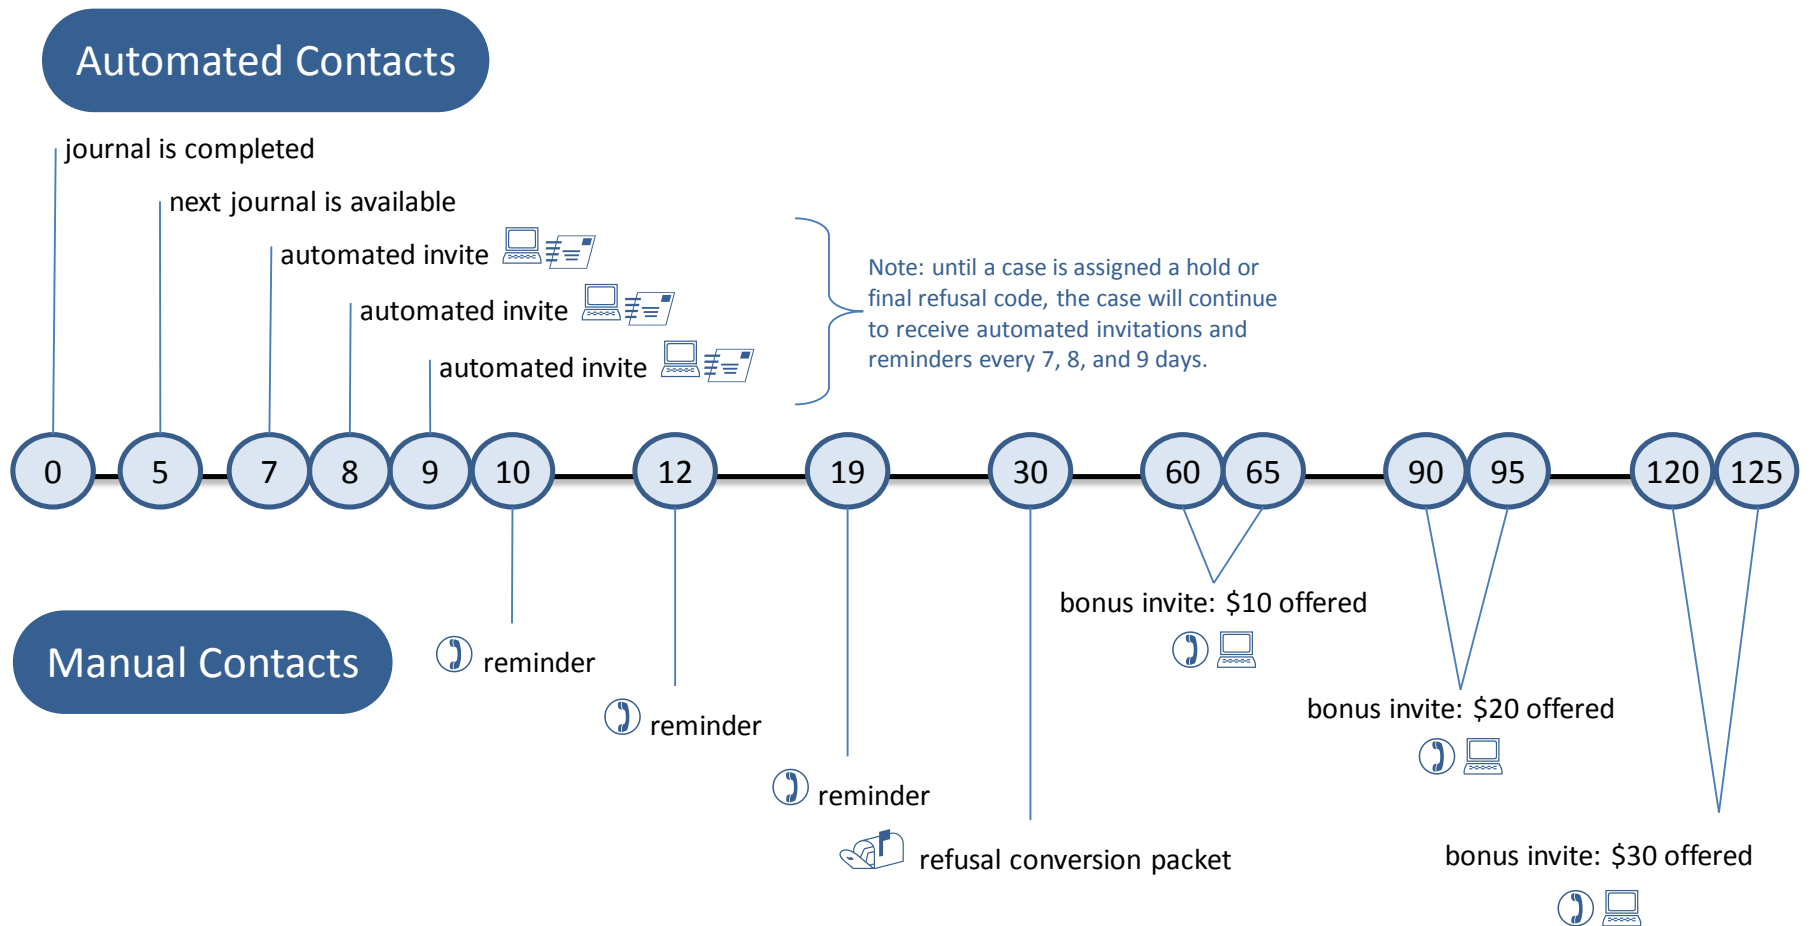 Automated Contacts
journal is completed
next journal is available
automated invite
automated invite
automated invite
Note: until a case is assigned a hold or
final refusal code, the case will continue
to receive automated invitations and
reminders every 7, 8, and 9 days.
0 5 7 8 9 10 12 19 30 60 65 90 95 120 125
bonus invite: $10 offered
Manual Contacts
reminder
bonus invite: $20 offered
reminder
reminder
refusal conversion packet
bonus invite: $30 offered